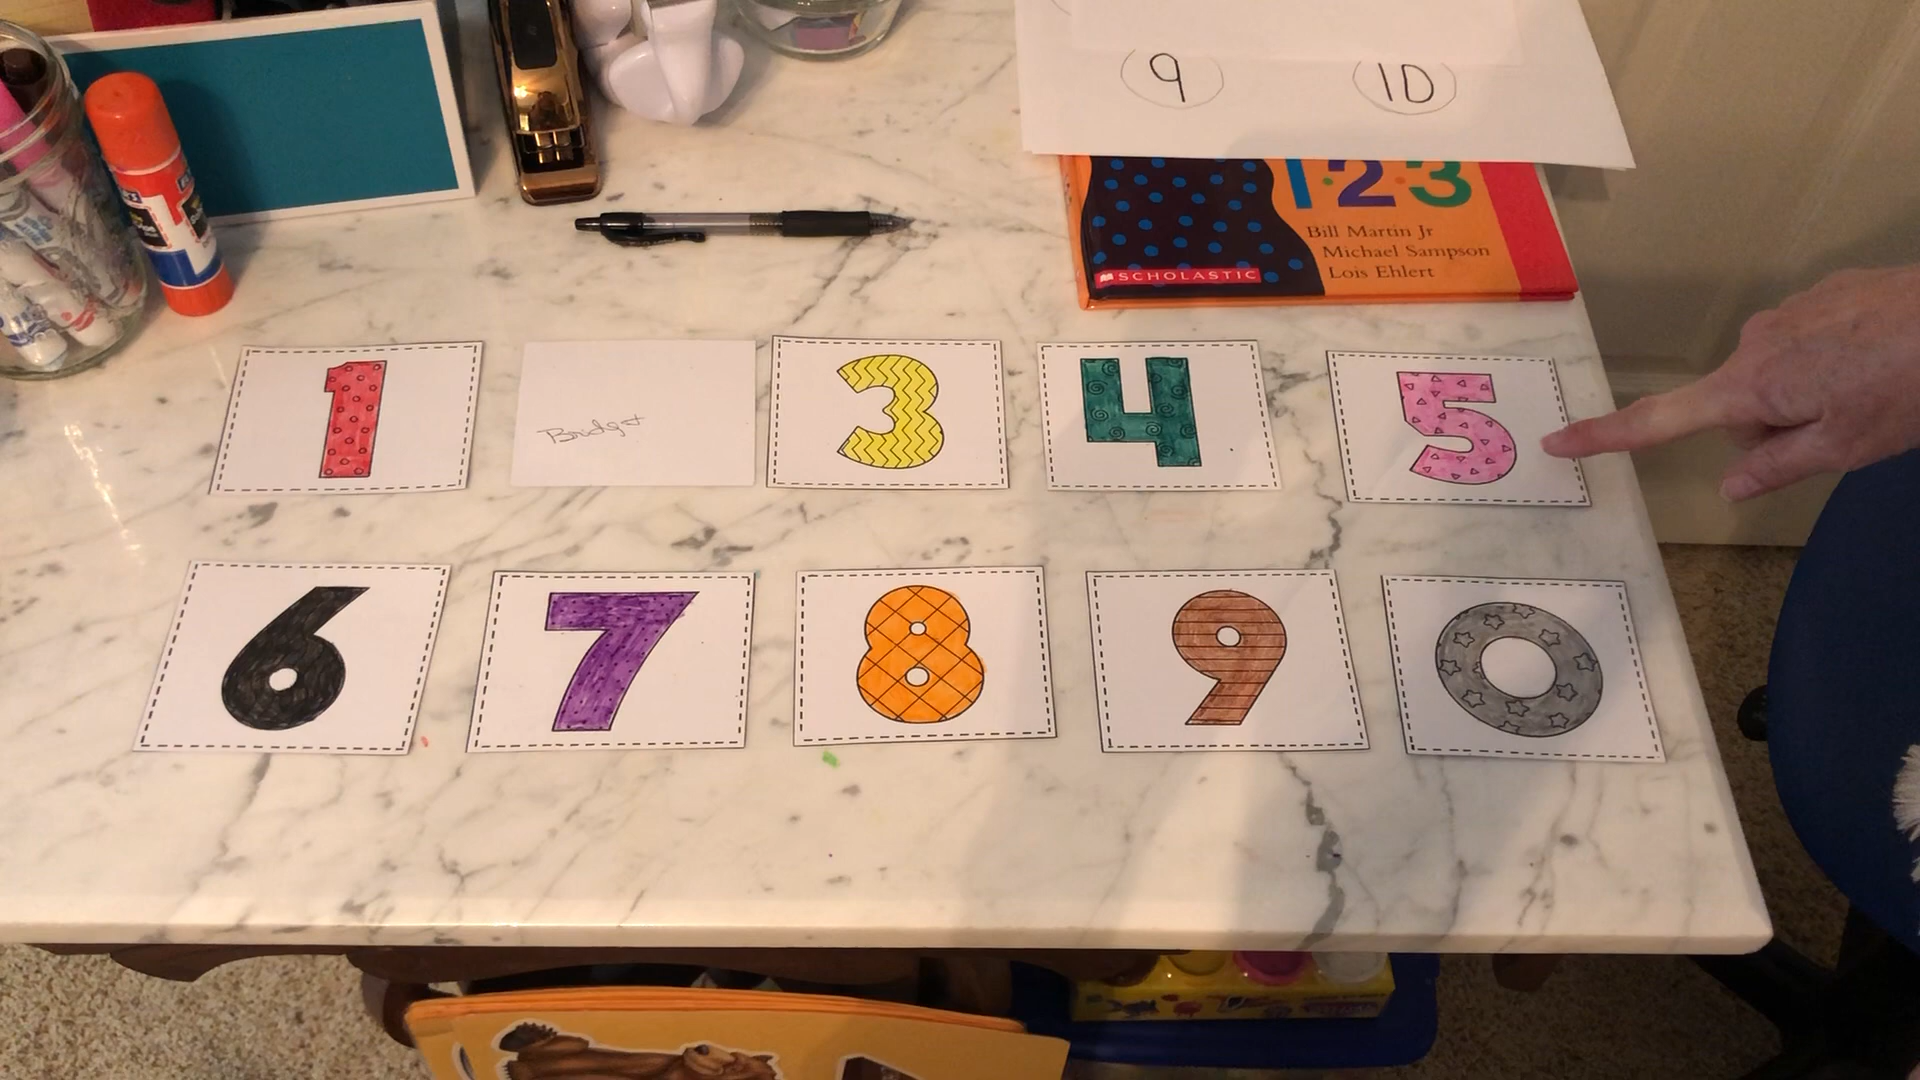 9 10
1·2·3
Bill Martin Jr
Michael Sampson
Lois Ehlert
SCHOLASTIC
1 Bridget 3 4 5
6 7 8 9 0